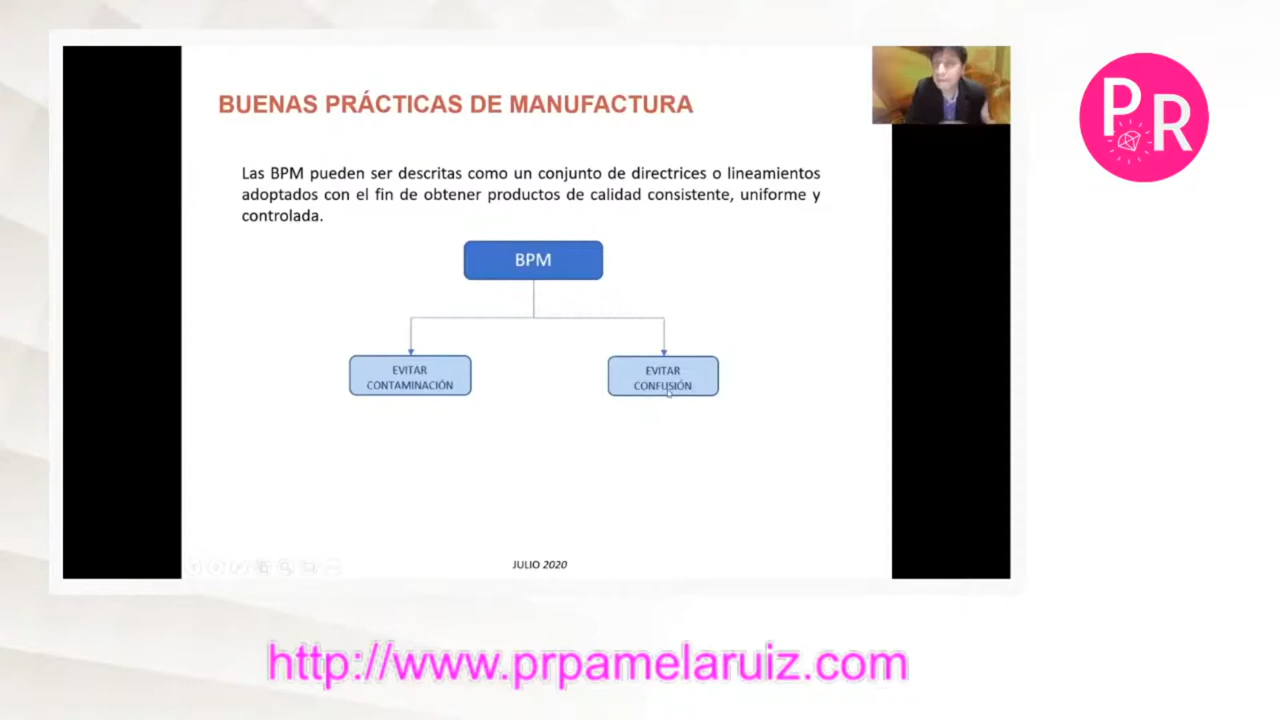 BUENAS PRÁCTICAS DE MANUFACTURA
PR
Las BPM pueden ser descritas como un conjunto de directrices o lineamientos
adoptados con el fin de obtener productos de calidad consistente, uniforme y
controlada.
BPM
EVITAR
CONTAMINACIÓN
EVITAR
CONFUSIÓN
JULIO 2020
http://www.prpamelaruiz.com